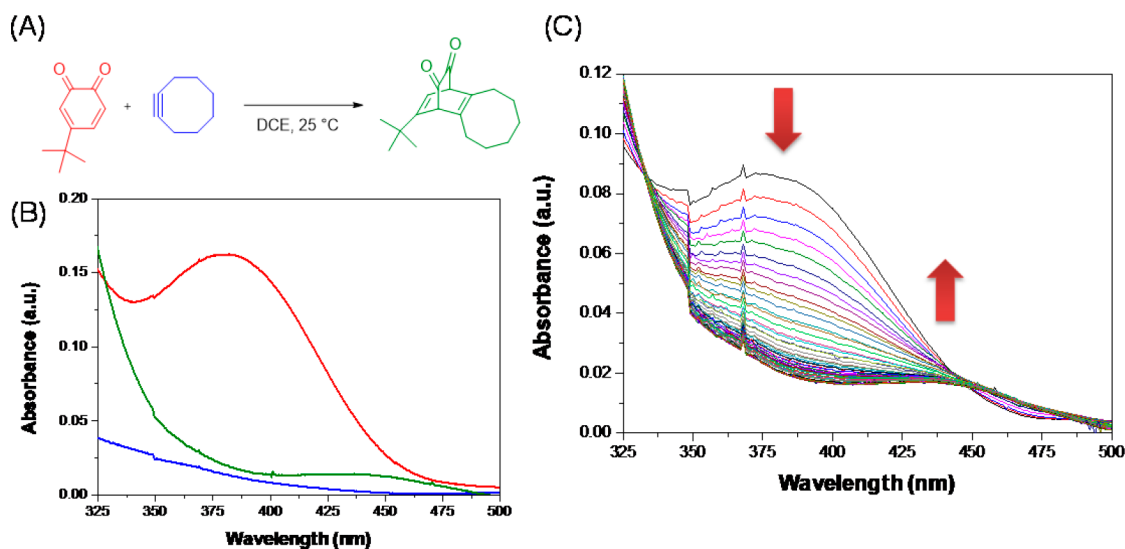 (A)
O
O
+
DCE, 25 °C
O
O
(B)
Absorbance (a.u.)
0.20
0.15
0.10
0.05
0.00
325 350 375 400 425 450 475 500
Wavelength (nm)
(C)
Absorbance (a.u.)
0.12
0.10
0.08
0.06
0.04
0.02
0.00
325 350 375 400 425 450 475 500
Wavelength (nm)